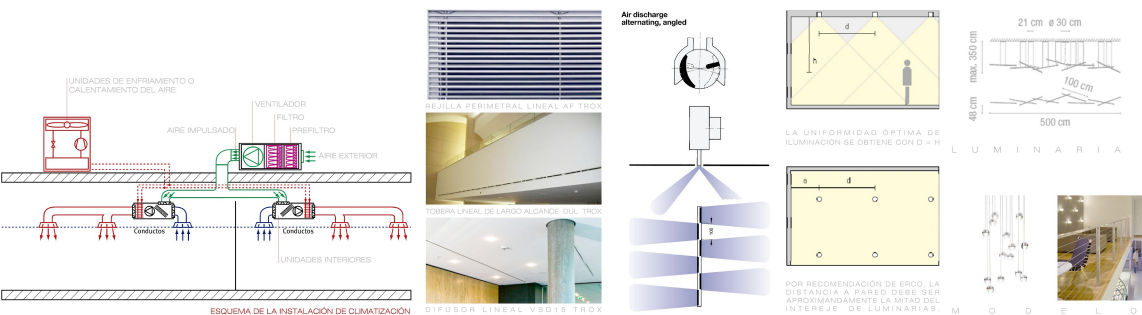 UNIDADES DE ENFRIAMIENTO O
CALENTAMIENTO DEL AIRE
VENTILADOR
FILTRO
AIRE IMPULSADO
PREFILTRO
AIRE EXTERIOR
Conductos
Conductos
UNIDADES INTERIORES
ESQUEMA DE LA INSTALACIÓN DE CLIMATIZACIÓN
REJILLA PERIMETRAL LINEAL AF TROX
TOBERA LINEAL DE LARGO ALCANCE DUL TROX
DIFUSOR LINEAL VSD15 TROX
Air discharge
alternating, angled
100
d
h
LA UNIFORMIDAD ÓPTIMA DE
ILUMINACIÓN SE OBTIENE CON D = H
a
d
POR RECOMENDACIÓN DE ERCO, LA
DISTANCIA A PARED DEBE SER
APROXIMANDAMENTE LA MITAD DEL
INTEREJE DE LUMINARIAS.
21 cm ø 30 cm
max. 350 cm
100 cm
48 cm
500 cm
LUMINARIA
MODELO